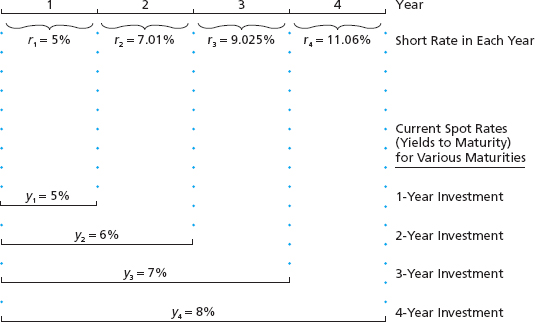 1 2 3 4 Year
r₁ = 5% r₂ = 7.01% r₃ = 9.025% r₄ = 11.06% Short Rate in Each Year
Current Spot Rates
(Yields to Maturity)
for Various Maturities
y₁ = 5% 1-Year Investment
y₂ = 6% 2-Year Investment
y₃ = 7% 3-Year Investment
y₄ = 8% 4-Year Investment